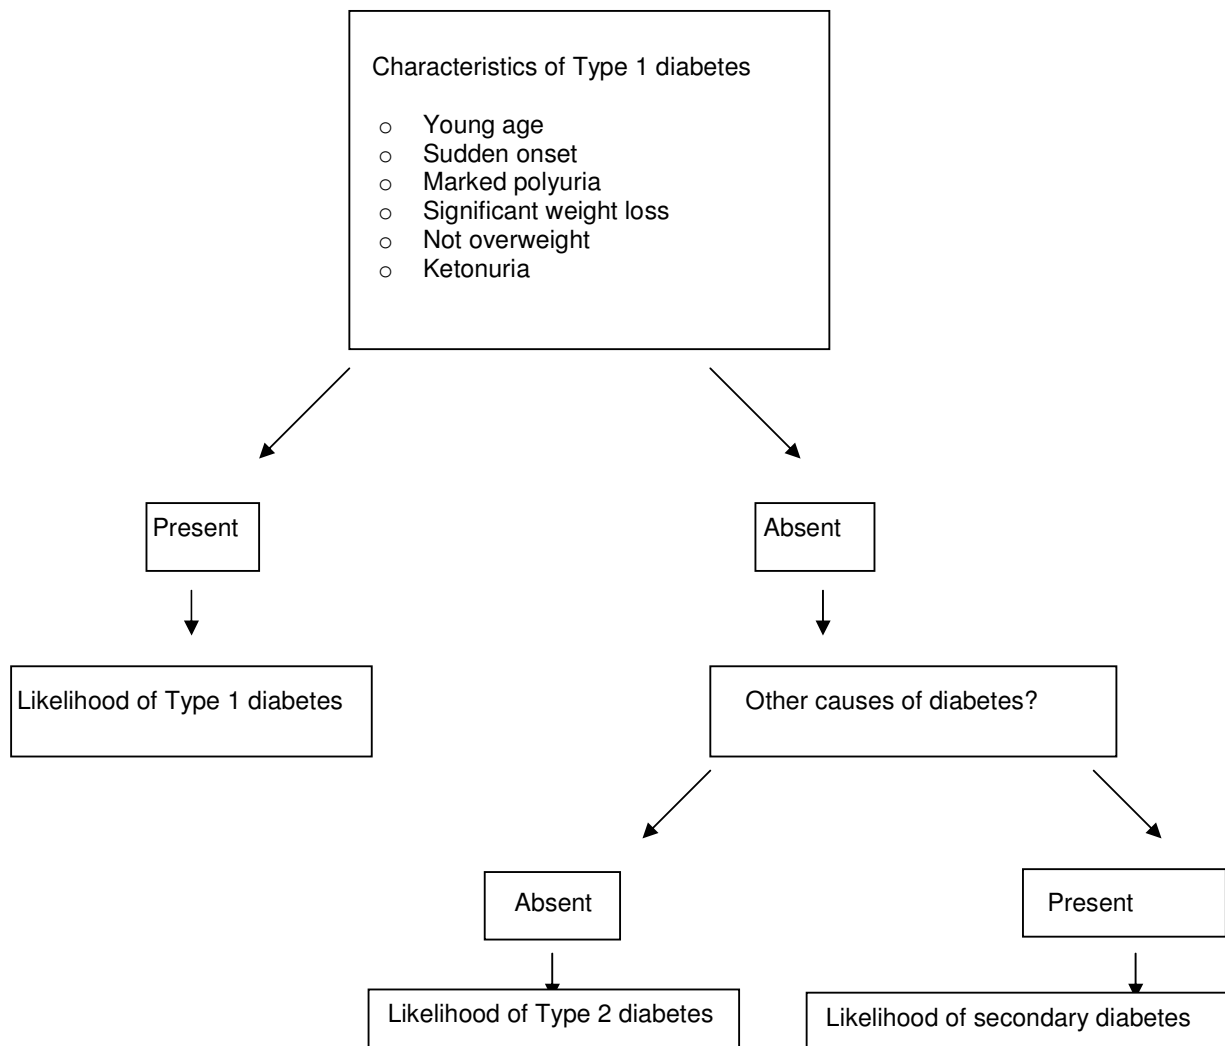 Characteristics of Type 1 diabetes
o Young age
o Sudden onset
o Marked polyuria
o Significant weight loss
o Not overweight
o Ketonuria
Present
Absent
Likelihood of Type 1 diabetes
Other causes of diabetes?
Absent
Present
Likelihood of Type 2 diabetes
Likelihood of secondary diabetes